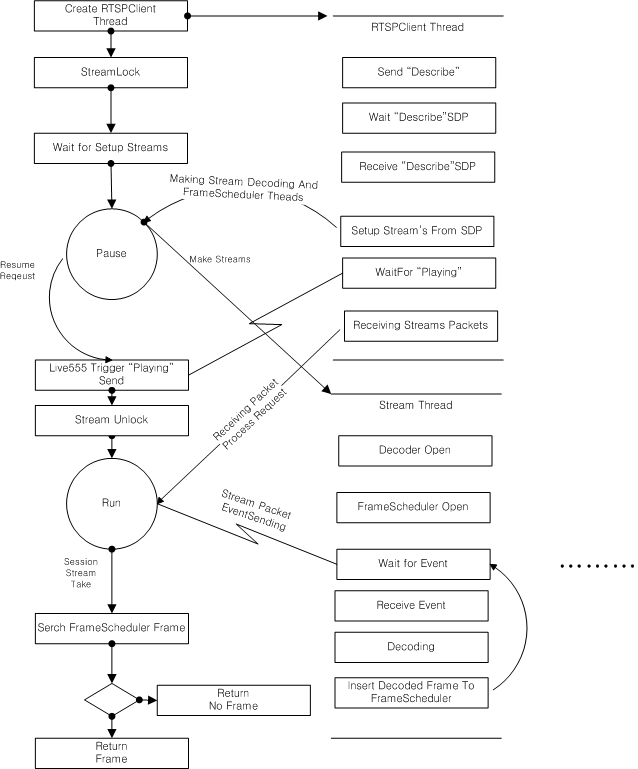 Create RTSPClient
Thread
RTSPClient Thread
StreamLock
Send “Describe”
Wait “Describe”SDP
Wait for Setup Streams
Receive “Describe”SDP
Making Stream Decoding And
FrameScheduler Theads
Setup Stream's From SDP
Pause
Make Streams
Resume
Reqeust
WaitFor “Playing”
Receiving Streams Packets
Live555 Trigger “Playing”
Send
Stream Unlock
Receiving Packet
Process Request
Stream Thread
Decoder Open
Run
Stream Packet
EventSending
FrameScheduler Open
Session
Stream
Take
Wait for Event
Receive Event
Serch FrameScheduler Frame
Decoding
Insert Decoded Frame To
FrameScheduler
Return
No Frame
Return
Frame